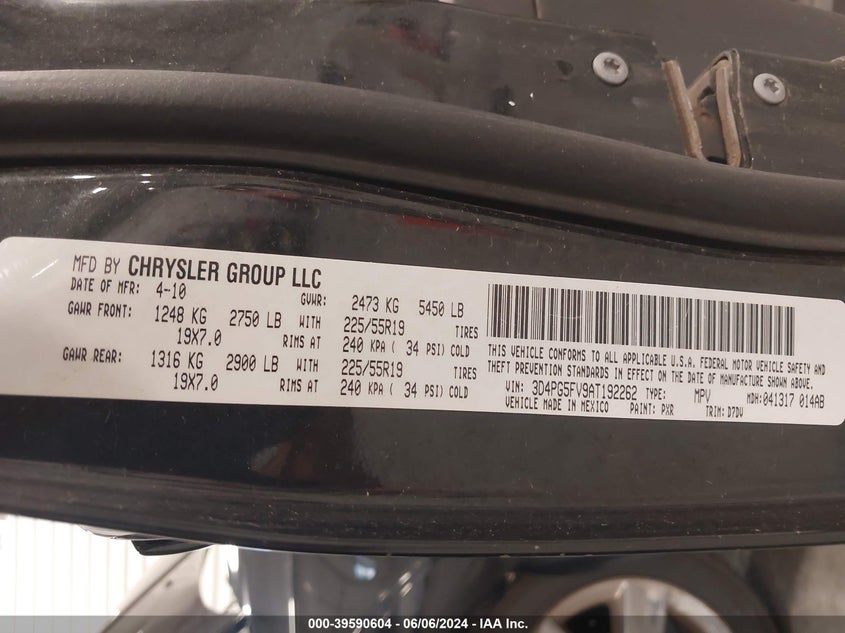 MFD BY CHRYSLER GROUP LLC
DATE OF MFR: 4-10 GVWR: 2473 KG 5450 LB
GAWR FRONT: 1248 KG 2750 LB WITH 225/55R19 TIRES
19X7.0 RIMS AT 240 KPA ( 34 PSI) COLD
GAWR REAR: 1316 KG 2900 LB WITH 225/55R19 TIRES
19X7.0 RIMS AT 240 KPA ( 34 PSI) COLD
THIS VEHICLE CONFORMS TO ALL APPLICABLE U.S.A. FEDERAL MOTOR VEHICLE SAFETY AND
THEFT PREVENTION STANDARDS IN EFFECT ON THE DATE OF MANUFACTURE SHOWN ABOVE.
VIN: 3D4PG5FV9AT192262 TYPE: MPV MDH:041317 014AB
VEHICLE MADE IN MEXICO PAINT: PXR TRIM: D7DV
000-39590604 / 06/06/2024 - IAA Inc.